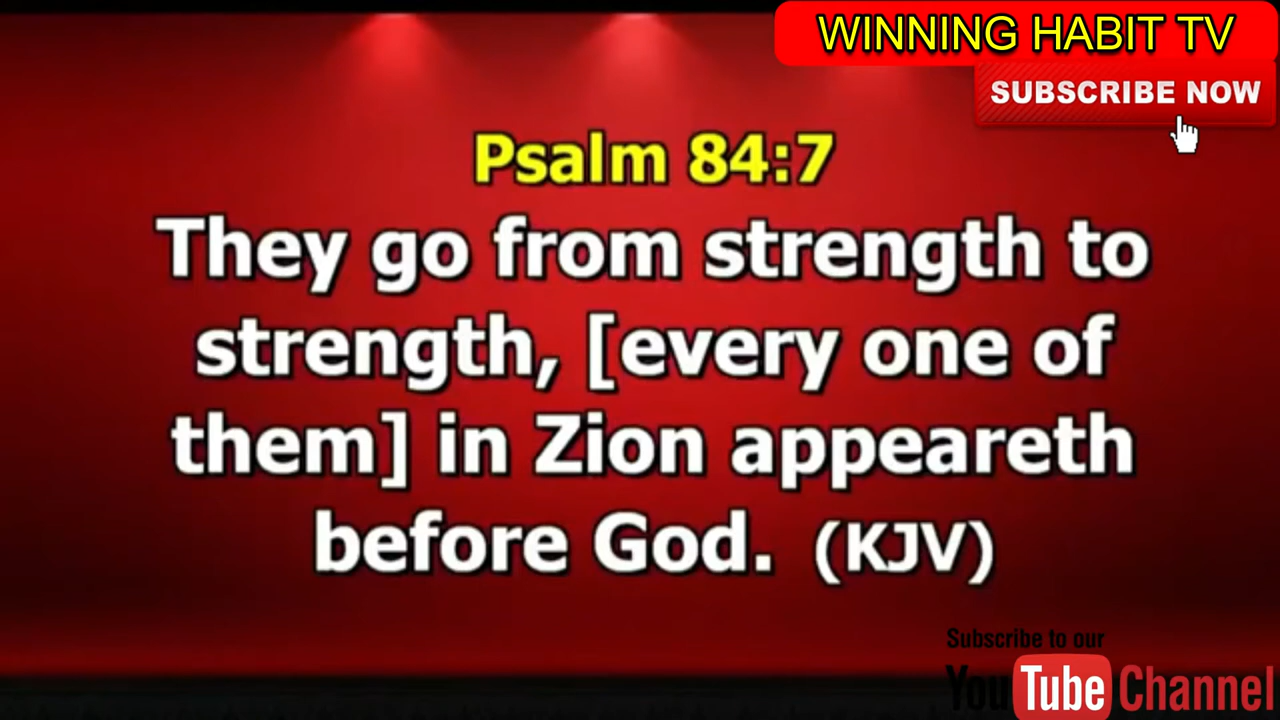 WINNING HABIT TV
SUBSCRIBE NOW
Psalm 84:7
They go from strength to
strength, [every one of
them] in Zion appeareth
before God. (KJV)
Subscribe to our
YouTube Channel